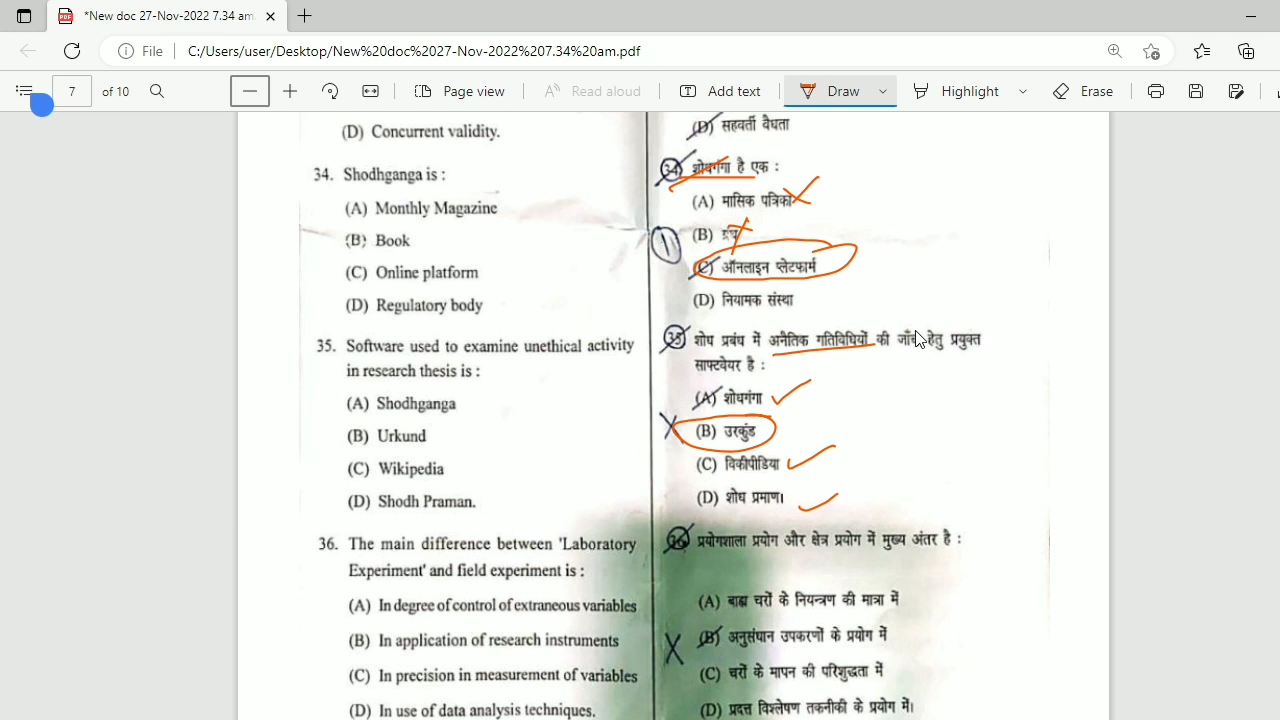 *New doc 27-Nov-2022 7.34 am.
File
C:/Users/user/Desktop/New%20doc%2027-Nov-2022%207.34%20am.pdf
7 of 10
Page view
Read aloud
Add text
Draw
Highlight
Erase
(D) Concurrent validity.
34. Shodhganga is :
(A) Monthly Magazine
(B) Book
(C) Online platform
(D) Regulatory body
35. Software used to examine unethical activity
in research thesis is :
(A) Shodhganga
(B) Urkund
(C) Wikipedia
(D) Shodh Praman.
36. The main difference between 'Laboratory
Experiment' and field experiment is :
(A) In degree of control of extraneous variables
(B) In application of research instruments
(C) In precision in measurement of variables
(D) In use of data analysis techniques.
(D) सहवर्ती वैधता
34. शोधगंगा है एक :
(A) मासिक पत्रिका
(B)
(C) ऑनलाइन प्लेटफार्म
(D) नियामक संस्था
35. शोध प्रबंध में अनैतिक गतिविधियों की जाँच हेतु प्रयुक्त
साफ्टवेयर है :
(A) शोधगंगा
(B) उरकुंड
(C) विकीपीडिया
(D) शोध प्रमाण।
36. प्रयोगशाला प्रयोग और क्षेत्र प्रयोग में मुख्य अंतर है :
(A) बाह्य चरों के नियन्त्रण की मात्रा में
(B) अनुसंधान उपकरणों के प्रयोग में
(C) चरों के मापन की परिशुद्धता में
(D) प्रदत्त विश्लेषण तकनीकी के प्रयोग में।
1